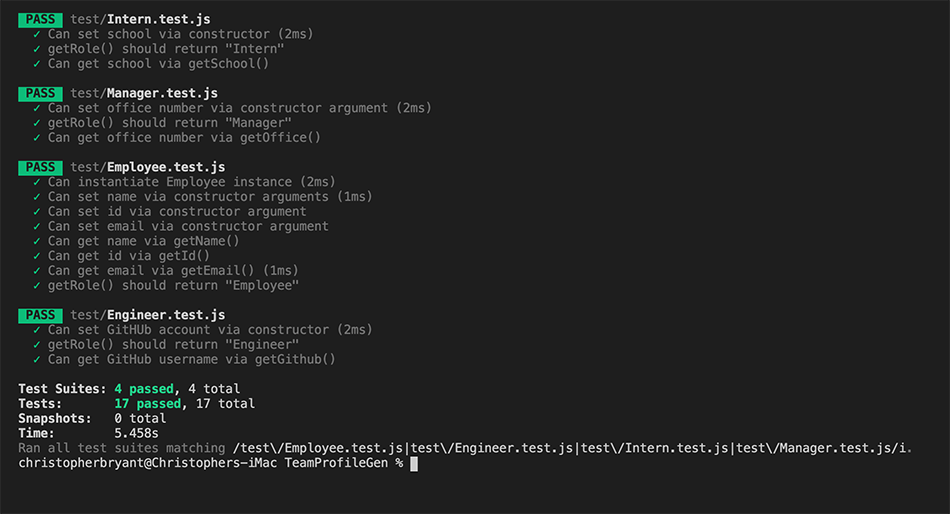 PASS test/Intern.test.js
✓ Can set school via constructor (2ms)
✓ getRole() should return "Intern"
✓ Can get school via getSchool()
PASS test/Manager.test.js
✓ Can set office number via constructor argument (2ms)
✓ getRole() should return "Manager"
✓ Can get office number via getOffice()
PASS test/Employee.test.js
✓ Can instantiate Employee instance (2ms)
✓ Can set name via constructor arguments (1ms)
✓ Can set id via constructor argument
✓ Can set email via constructor argument
✓ Can get name via getName()
✓ Can get id via getId()
✓ Can get email via getEmail() (1ms)
✓ getRole() should return "Employee"
PASS test/Engineer.test.js
✓ Can set GitHUb account via constructor (2ms)
✓ getRole() should return "Engineer"
✓ Can get GitHub username via getGithub()
Test Suites: 4 passed, 4 total
Tests: 17 passed, 17 total
Snapshots: 0 total
Time: 5.458s
Ran all test suites matching /test\/Employee.test.js|test\/Engineer.test.js|test\/Intern.test.js|test\/Manager.test.js/i.
christopherbryant@Christophers-iMac TeamProfileGen %